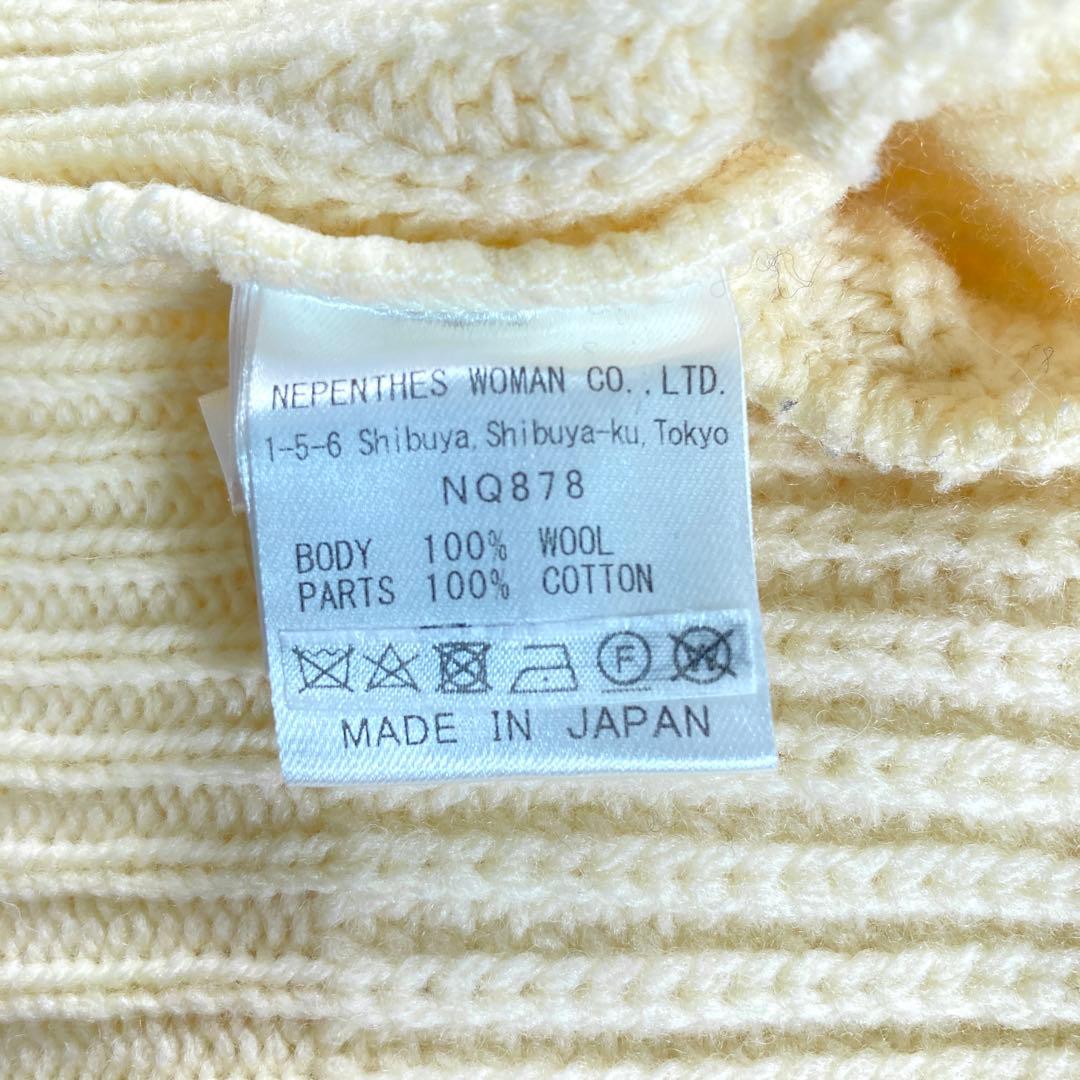 NEPENTHES WOMAN CO.,LTD.
1-5-6 Shibuya, Shibuya-ku, Tokyo
NQ878
BODY 100% WOOL
PARTS 100% COTTON
F W
MADE IN JAPAN